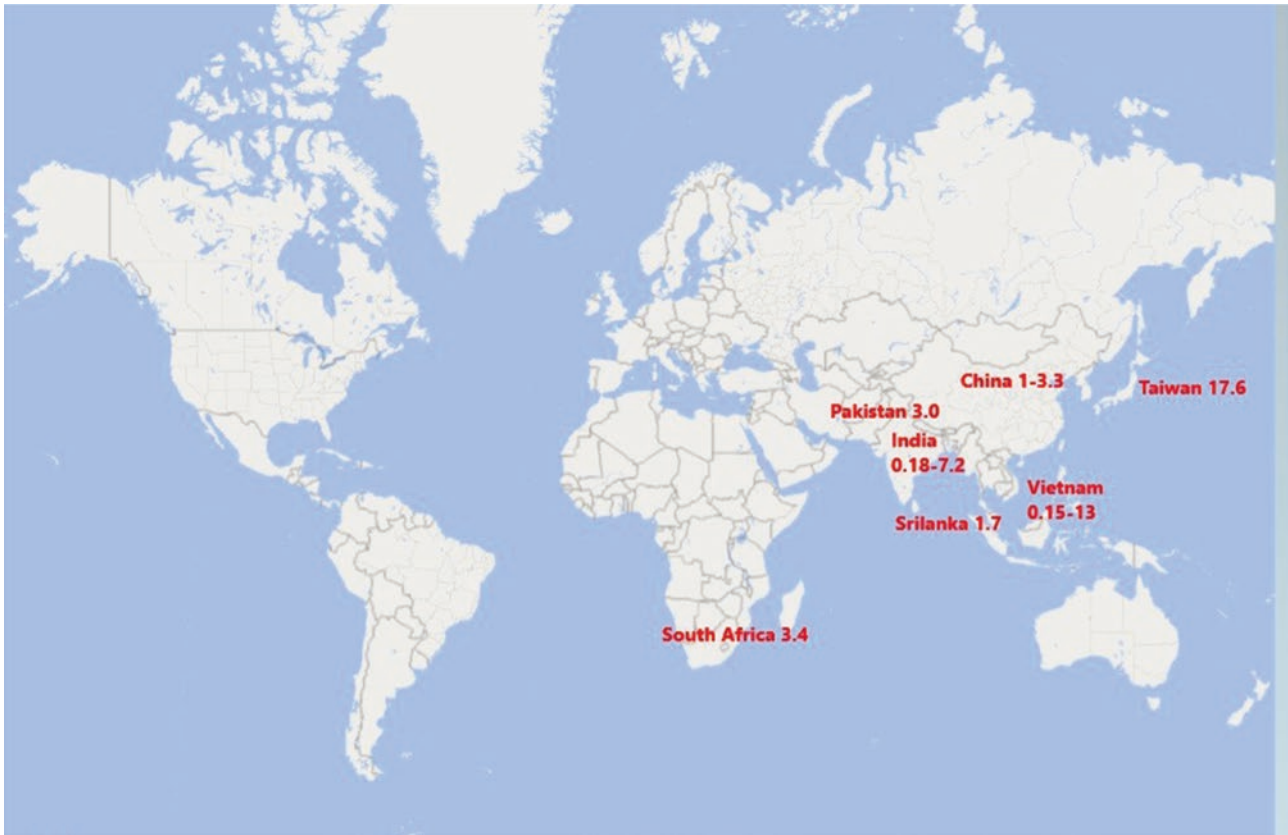 China 1-3.3
Taiwan 17.6
Pakistan 3.0
India
0.18-7.2
Vietnam
0.15-13
Srilanka 1.7
South Africa 3.4